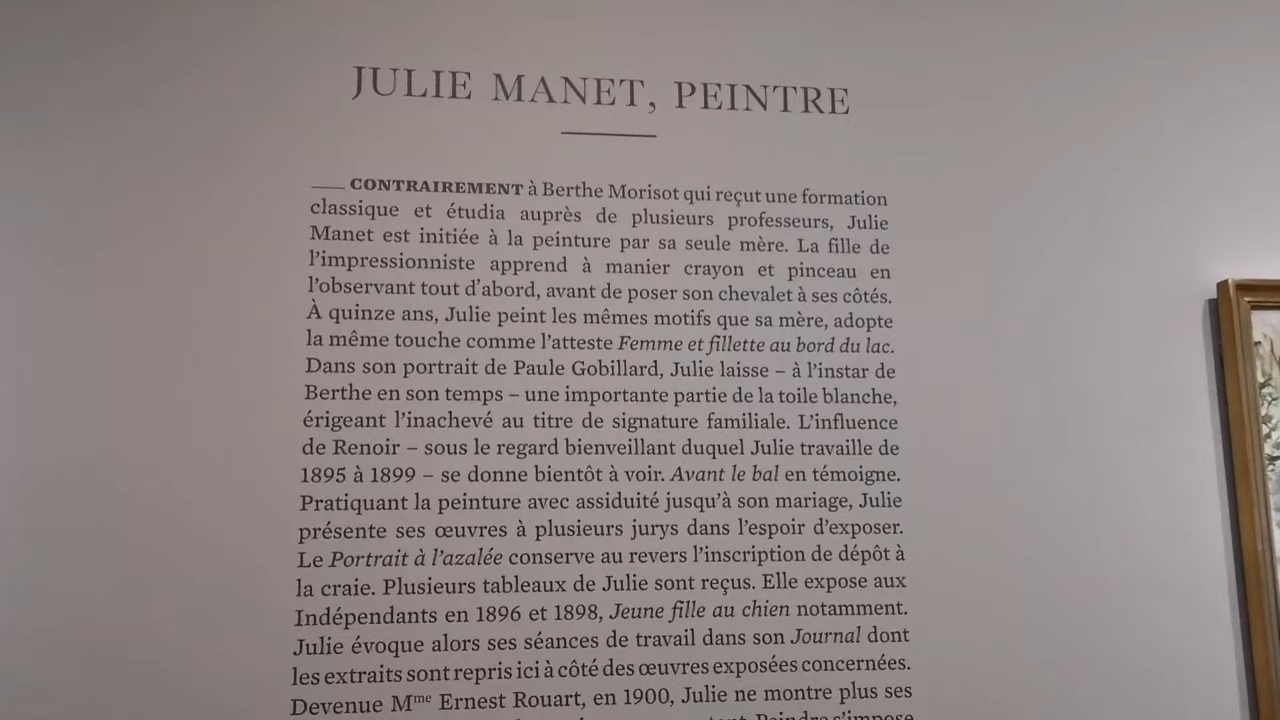 JULIE MANET, PEINTRE
CONTRAIREMENT à Berthe Morisot qui reçut une formation
classique et étudia auprès de plusieurs professeurs, Julie
Manet est initiée à la peinture par sa seule mère. La fille de
l’impressionniste apprend à manier crayon et pinceau en
l’observant tout d’abord, avant de poser son chevalet à ses côtés.
À quinze ans, Julie peint les mêmes motifs que sa mère, adopte
la même touche comme l’atteste Femme et fillette au bord du lac.
Dans son portrait de Paule Gobillard, Julie laisse – à l’instar de
Berthe en son temps – une importante partie de la toile blanche,
érigeant l’inachevé au titre de signature familiale. L’influence
de Renoir – sous le regard bienveillant duquel Julie travaille de
1895 à 1899 – se donne bientôt à voir. Avant le bal en témoigne.
Pratiquant la peinture avec assiduité jusqu’à son mariage, Julie
présente ses œuvres à plusieurs jurys dans l’espoir d’exposer.
Le Portrait à l’azalée conserve au revers l’inscription de dépôt à
la craie. Plusieurs tableaux de Julie sont reçus. Elle expose aux
Indépendants en 1896 et 1898, Jeune fille au chien notamment.
Julie évoque alors ses séances de travail dans son Journal dont
les extraits sont repris ici à côté des œuvres exposées concernées.
Devenue Mme Ernest Rouart, en 1900, Julie ne montre plus ses
Peindre s’impose